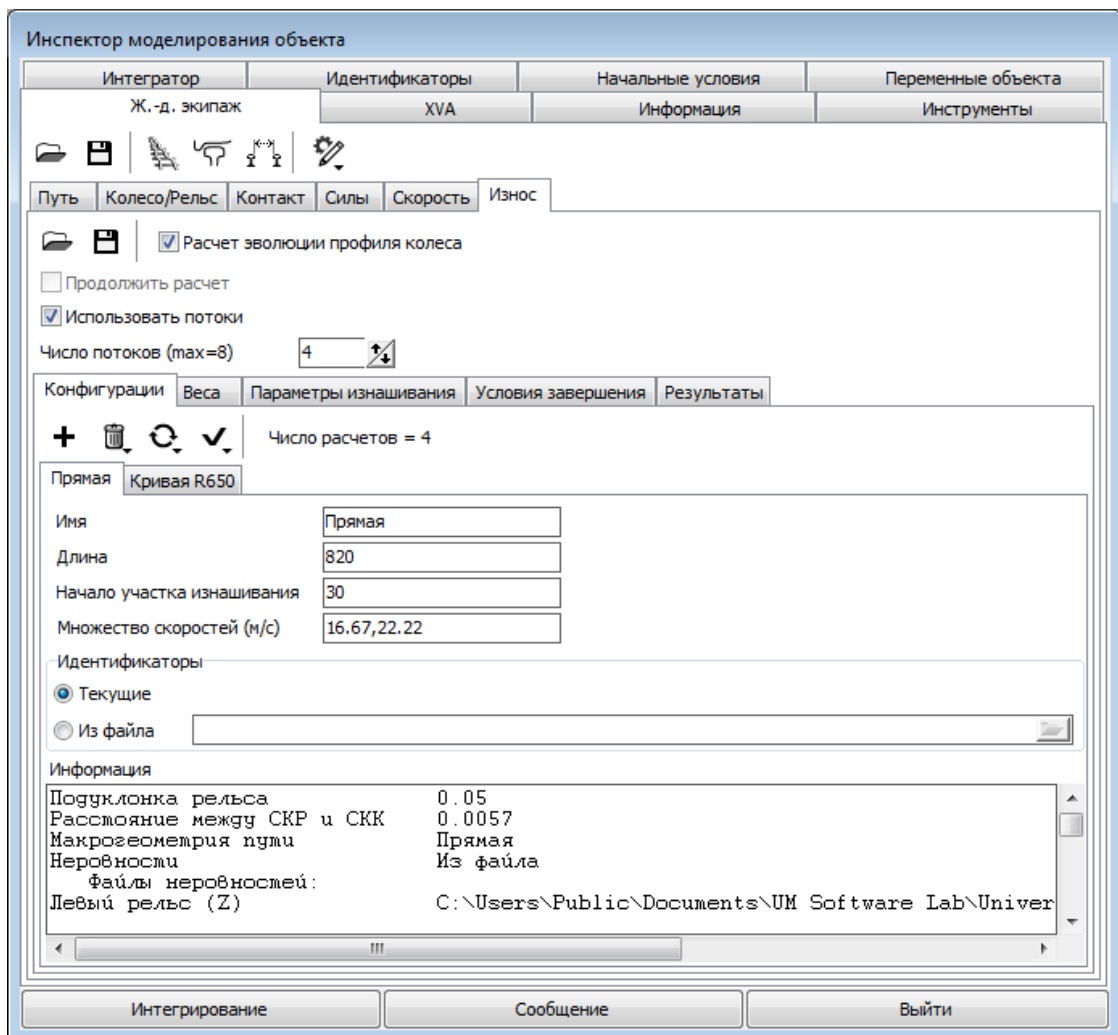 Инспектор моделирования объекта
Интегратор Идентификаторы Начальные условия Переменные объекта
Ж.-д. экипаж XVA Информация Инструменты
Путь Колесо/Рельс Контакт Силы Скорость Износ
Расчет эволюции профиля колеса
Продолжить расчет
Использовать потоки
Число потоков (max=8) 4
Конфигурации Веса Параметры изнашивания Условия завершения Результаты
Число расчетов = 4
Прямая Кривая R650
Имя Прямая
Длина 820
Начало участка изнашивания 30
Множество скоростей (м/с) 16.67,22.22
Идентификаторы
Текущие
Из файла
Информация
Подуклонка рельса 0.05
Расстояние между СКР и СКК 0.0057
Макрогеометрия пути Прямая
Неровности Из файла
Файлы неровностей:
Левый рельс (Z) C:\Users\Public\Documents\UM Software Lab\Univer
Интегрирование Сообщение Выйти